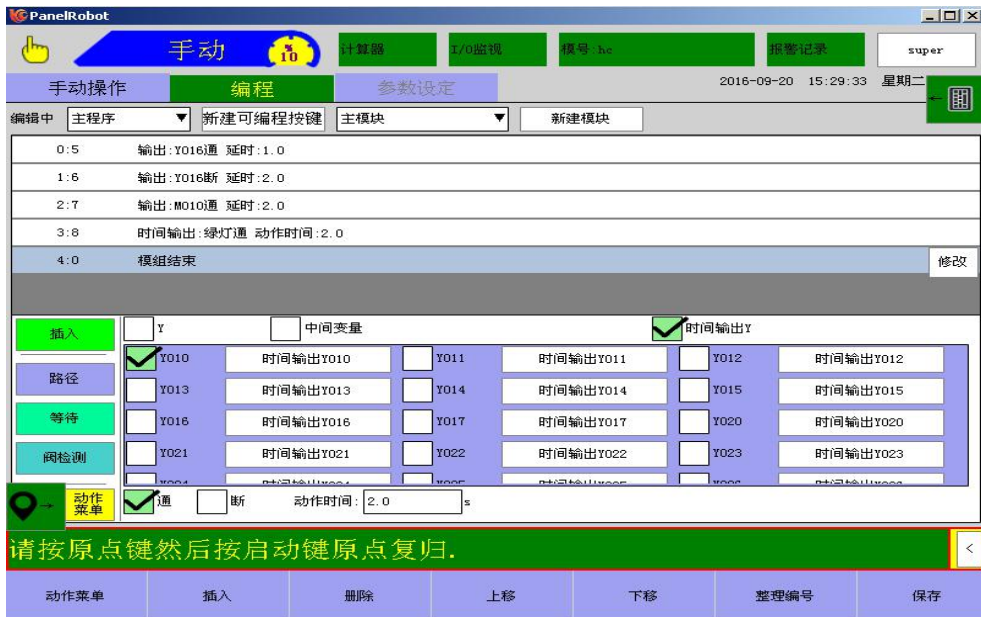 PanelRobot
手动 % 10 计算器 I/O监视 模号:hc 报警记录 super
手动操作 编程 参数设定 2016-09-20 15:29:33 星期二
编辑中 主程序 新建可编程按键 主模块 新建模块
0:5 输出:Y016通 延时:1.0
1:6 输出:Y016断 延时:2.0
2:7 输出:M010通 延时:2.0
3:8 时间输出:绿灯通 动作时间:2.0
4:0 模组结束 修改
插入 Y 中间变量 时间输出Y
Y010 时间输出Y010 Y011 时间输出Y011 Y012 时间输出Y012
路径 Y013 时间输出Y013 Y014 时间输出Y014 Y015 时间输出Y015
等待 Y016 时间输出Y016 Y017 时间输出Y017 Y020 时间输出Y020
阀检测 Y021 时间输出Y021 Y022 时间输出Y022 Y023 时间输出Y023
动作菜单 通 断 动作时间: 2.0 s
请按原点键然后按启动键原点复归. <
动作菜单 插入 删除 上移 下移 整理编号 保存